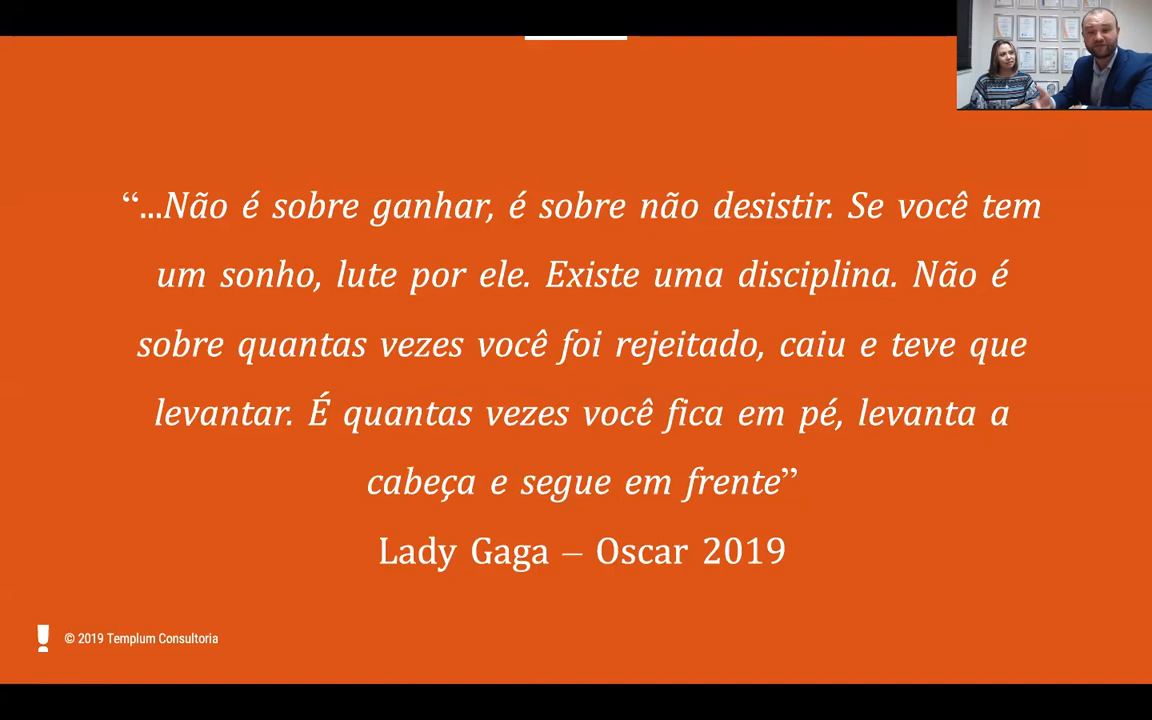 “...Não é sobre ganhar, é sobre não desistir. Se você tem
um sonho, lute por ele. Existe uma disciplina. Não é
sobre quantas vezes você foi rejeitado, caiu e teve que
levantar. É quantas vezes você fica em pé, levanta a
cabeça e segue em frente”
Lady Gaga – Oscar 2019
© 2019 Templum Consultoria